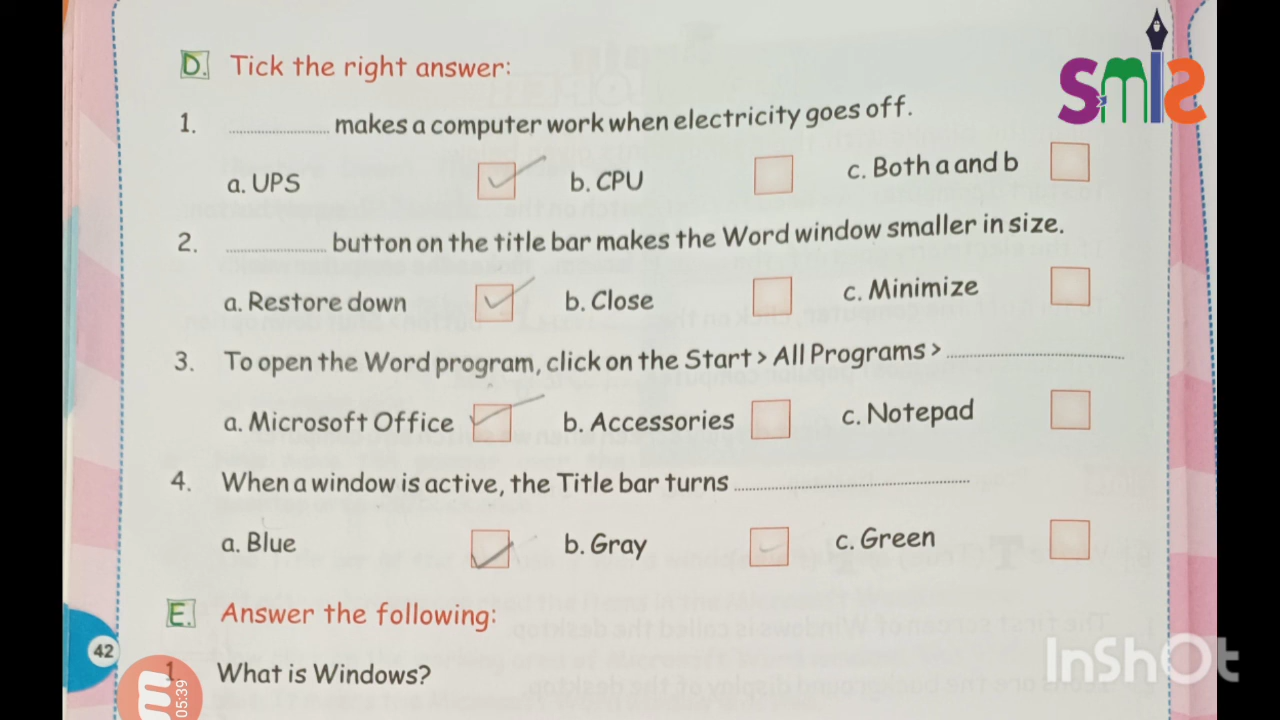 SMIS
D. Tick the right answer:
1. .................... makes a computer work when electricity goes off.
a. UPS b. CPU c. Both a and b
2. .................... button on the title bar makes the Word window smaller in size.
a. Restore down b. Close c. Minimize
3. To open the Word program, click on the Start > All Programs > ....................
a. Microsoft Office b. Accessories c. Notepad
4. When a window is active, the Title bar turns ....................
a. Blue b. Gray c. Green
E. Answer the following:
1. What is Windows?
42
05:39
InShOt